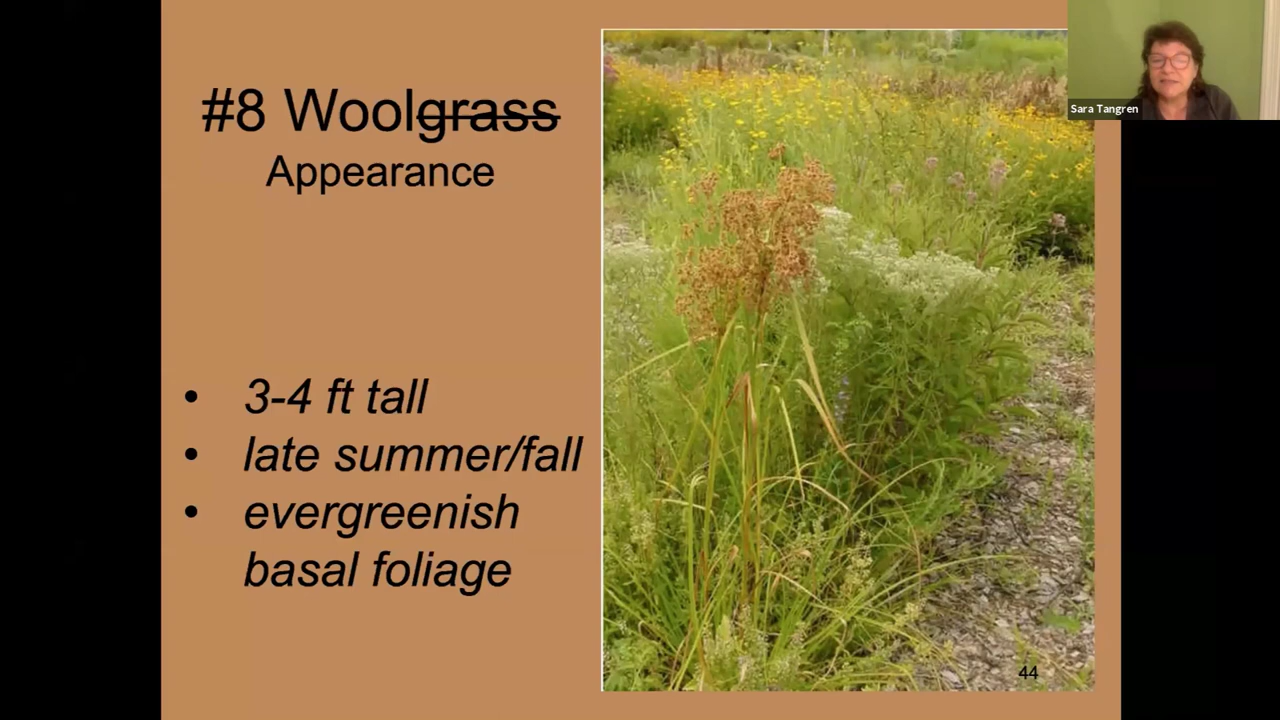 #8 Woolgrass
Appearance
• 3-4 ft tall
• late summer/fall
• evergreenish
basal foliage
44
Sara Tangren